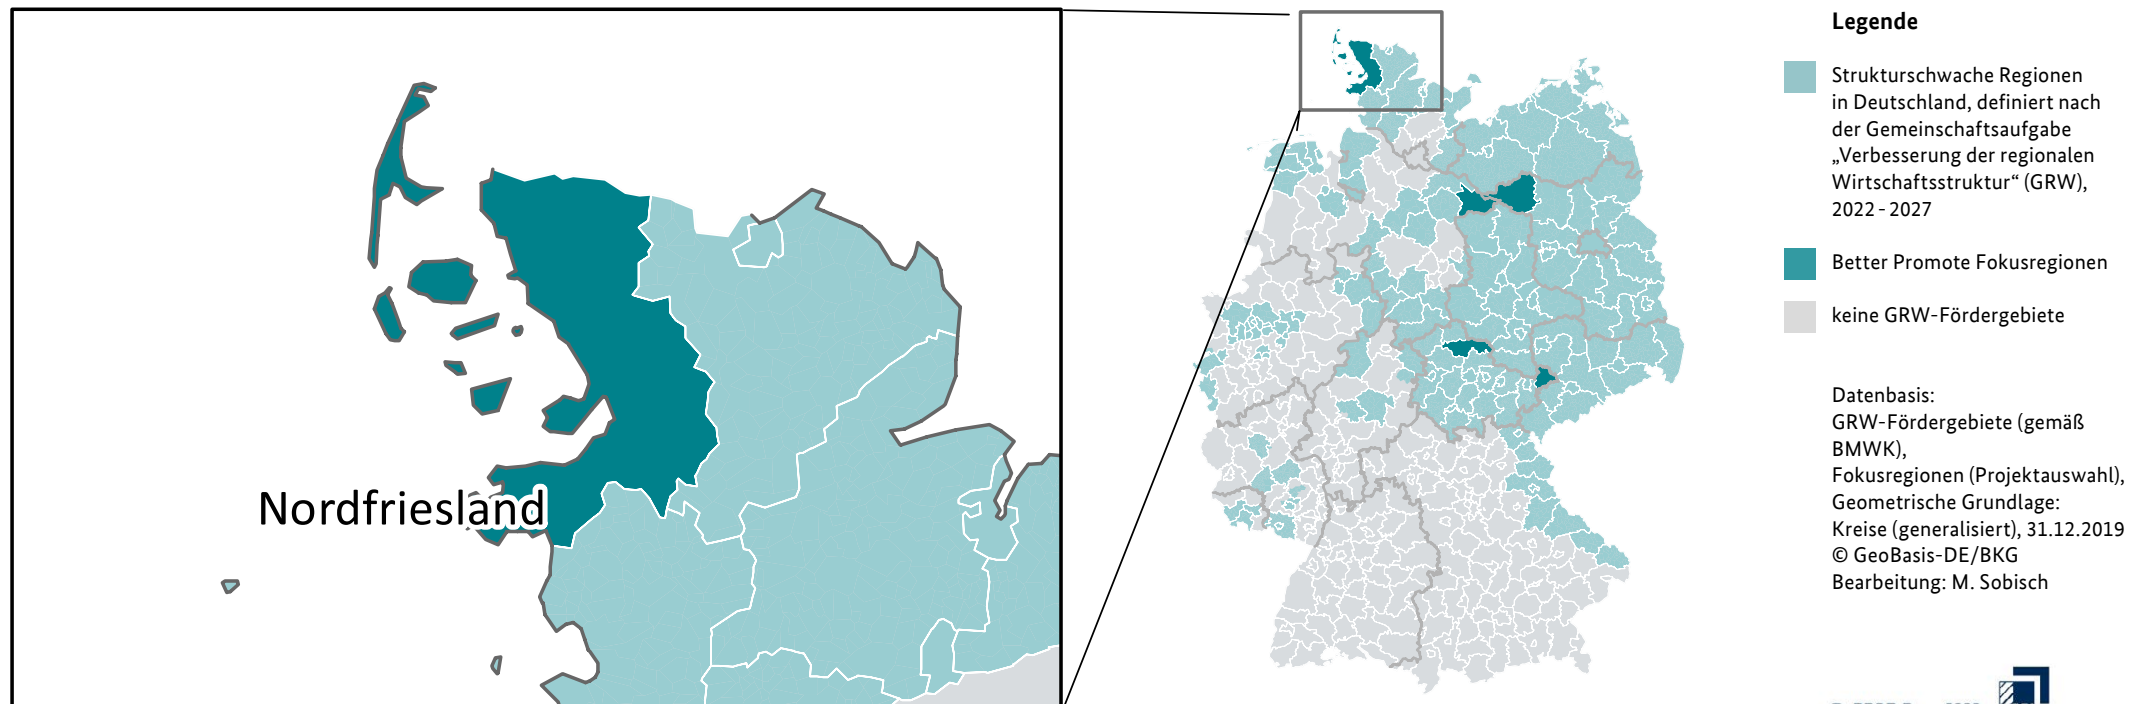 Nordfriesland
Legende
Strukturschwache Regionen
in Deutschland, definiert nach
der Gemeinschaftsaufgabe
„Verbesserung der regionalen
Wirtschaftsstruktur“ (GRW),
2022 - 2027
Better Promote Fokusregionen
keine GRW-Fördergebiete
Datenbasis:
GRW-Fördergebiete (gemäß
BMWK),
Fokusregionen (Projektauswahl),
Geometrische Grundlage:
Kreise (generalisiert), 31.12.2019
© GeoBasis-DE/BKG
Bearbeitung: M. Sobisch